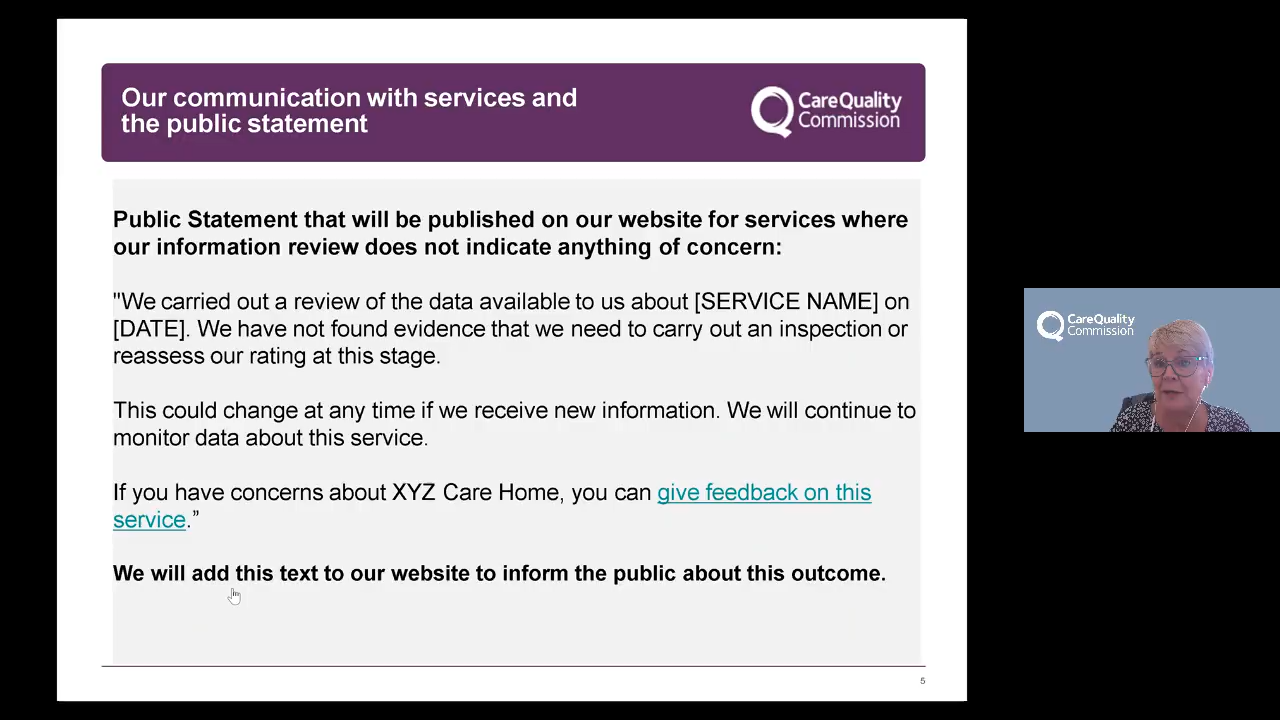 Our communication with services and
the public statement
CareQuality
Commission
Public Statement that will be published on our website for services where
our information review does not indicate anything of concern:
"We carried out a review of the data available to us about [SERVICE NAME] on
[DATE]. We have not found evidence that we need to carry out an inspection or
reassess our rating at this stage.
This could change at any time if we receive new information. We will continue to
monitor data about this service.
If you have concerns about XYZ Care Home, you can give feedback on this
service.”
We will add this text to our website to inform the public about this outcome.
5
CareQuality
Commission